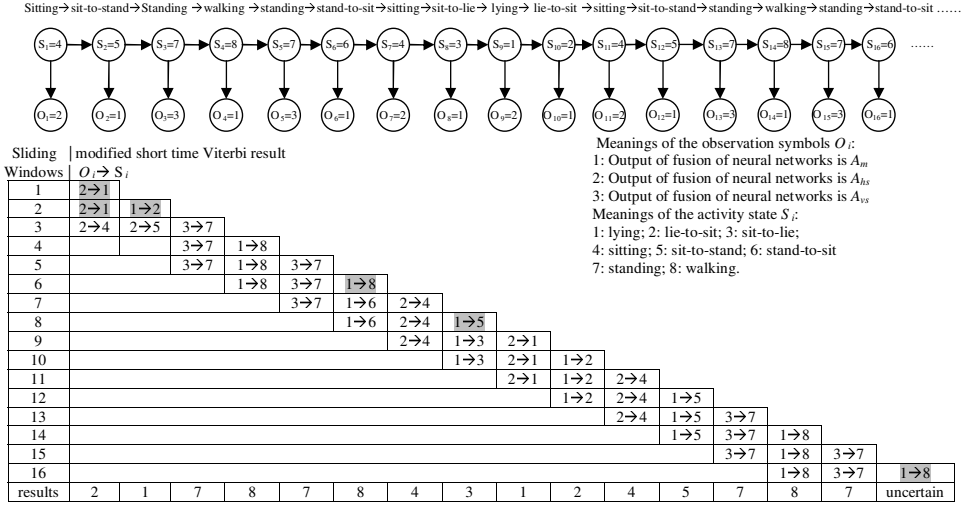 Sitting→sit-to-stand→Standing →walking →standing→stand-to-sit→sitting→sit-to-lie→ lying→ lie-to-sit →sitting→sit-to-stand→standing→walking→standing→stand-to-sit ……
S₁=4 S₂=5 S₃=7 S₄=8 S₅=7 S₆=6 S₇=4 S₈=3 S₉=1 S₁₀=2 S₁₁=4 S₁₂=5 S₁₃=7 S₁₄=8 S₁₅=7 S₁₆=6 ……
O₁=2 O₂=1 O₃=3 O₄=1 O₅=3 O₆=1 O₇=2 O₈=1 O₉=2 O₁₀=1 O₁₁=2 O₁₂=1 O₁₃=3 O₁₄=1 O₁₅=3 O₁₆=1
Meanings of the observation symbols Oᵢ:
1: Output of fusion of neural networks is Aₘ
2: Output of fusion of neural networks is Aₕₛ
3: Output of fusion of neural networks is Aᵥₛ
Meanings of the activity state Sᵢ:
1: lying; 2: lie-to-sit; 3: sit-to-lie;
4: sitting; 5: sit-to-stand; 6: stand-to-sit
7: standing; 8: walking.
Sliding modified short time Viterbi result
Windows Oᵢ→ Sᵢ
1 2→1
2 2→1 1→2
3 2→4 2→5 3→7
4 3→7 1→8
5 3→7 1→8 3→7
6 1→8 3→7 1→8
7 3→7 1→6 2→4
8 1→6 2→4 1→5
9 2→4 1→3 2→1
10 1→3 2→1 1→2
11 2→1 1→2 2→4
12 1→2 2→4 1→5
13 2→4 1→5 3→7
14 1→5 3→7 1→8
15 3→7 1→8 3→7
16 1→8 3→7 1→8
results 2 1 7 8 7 8 4 3 1 2 4 5 7 8 7 uncertain